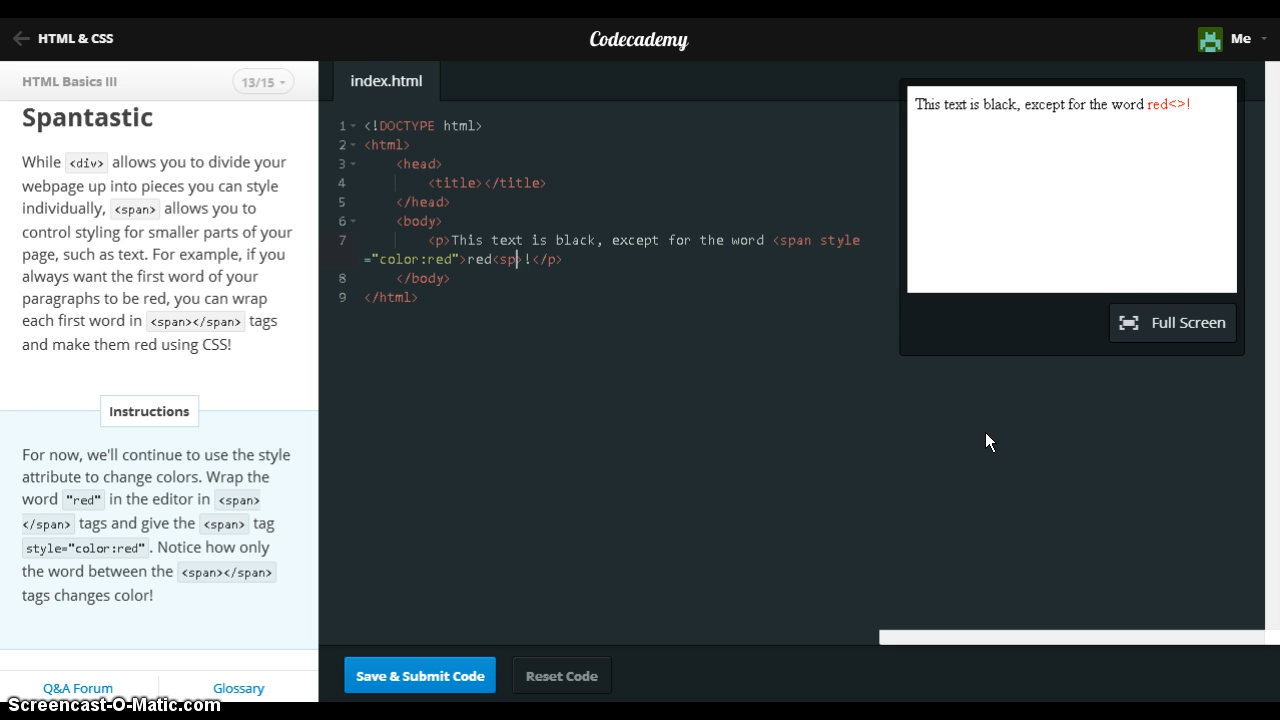 HTML & CSS
Codecademy
Me
HTML Basics III
13/15
Spantastic
While <div> allows you to divide your
webpage up into pieces you can style
individually, <span> allows you to
control styling for smaller parts of your
page, such as text. For example, if you
always want the first word of your
paragraphs to be red, you can wrap
each first word in <span></span> tags
and make them red using CSS!
Instructions
For now, we'll continue to use the style
attribute to change colors. Wrap the
word "red" in the editor in <span>
</span> tags and give the <span> tag
style="color:red". Notice how only
the word between the <span></span>
tags changes color!
Q&A Forum
Glossary
index.html
1 <!DOCTYPE html>
2 <html>
3 <head>
4 <title></title>
5 </head>
6 <body>
7 <p>This text is black, except for the word <span style
="color:red">red<sp>!</p>
8 </body>
9 </html>
This text is black, except for the word red<>!
Full Screen
Save & Submit Code
Reset Code
Screencast-O-Matic.com